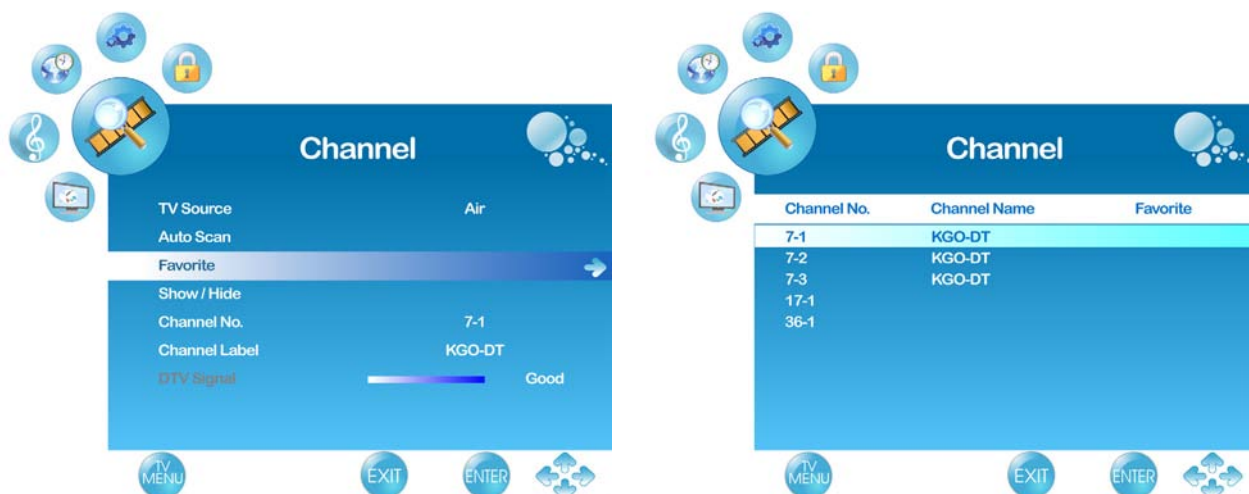 Channel
TV Source Air
Auto Scan
Favorite
Show / Hide
Channel No. 7-1
Channel Label KGO-DT
DTV Signal Good
TV MENU EXIT ENTER
Channel
Channel No. Channel Name Favorite
7-1 KGO-DT
7-2 KGO-DT
7-3 KGO-DT
17-1
36-1
TV MENU EXIT ENTER